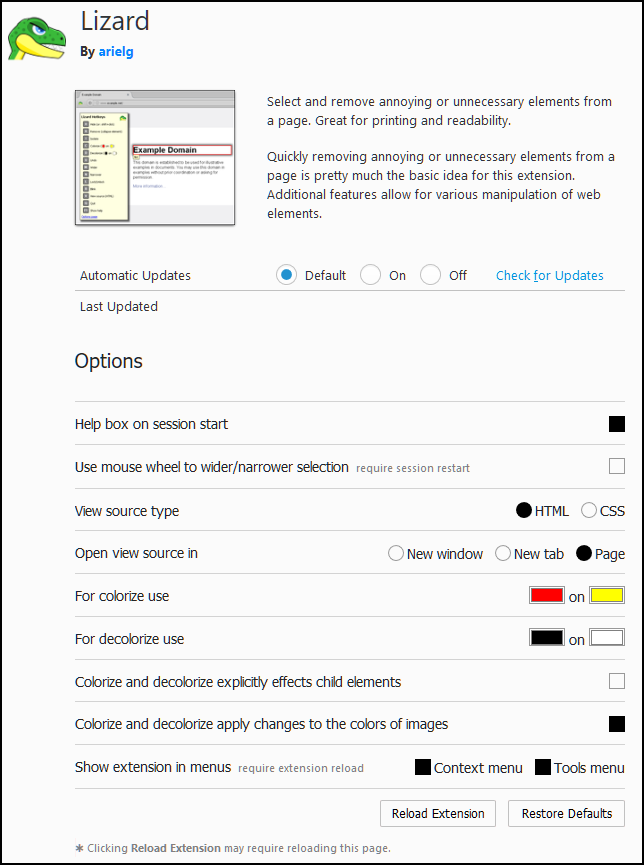 Lizard
By arielg
Example Domain
Select and remove annoying or unnecessary elements from
a page. Great for printing and readability.
Quickly removing annoying or unnecessary elements from a
page is pretty much the basic idea for this extension.
Additional features allow for various manipulation of web
elements.
Automatic Updates Default On Off Check for Updates
Last Updated
Options
Help box on session start
Use mouse wheel to wider/narrower selection require session restart
View source type HTML CSS
Open view source in New window New tab Page
For colorize use on
For decolorize use on
Colorize and decolorize explicitly effects child elements
Colorize and decolorize apply changes to the colors of images
Show extension in menus require extension reload Context menu Tools menu
Reload Extension Restore Defaults
✱ Clicking Reload Extension may require reloading this page.